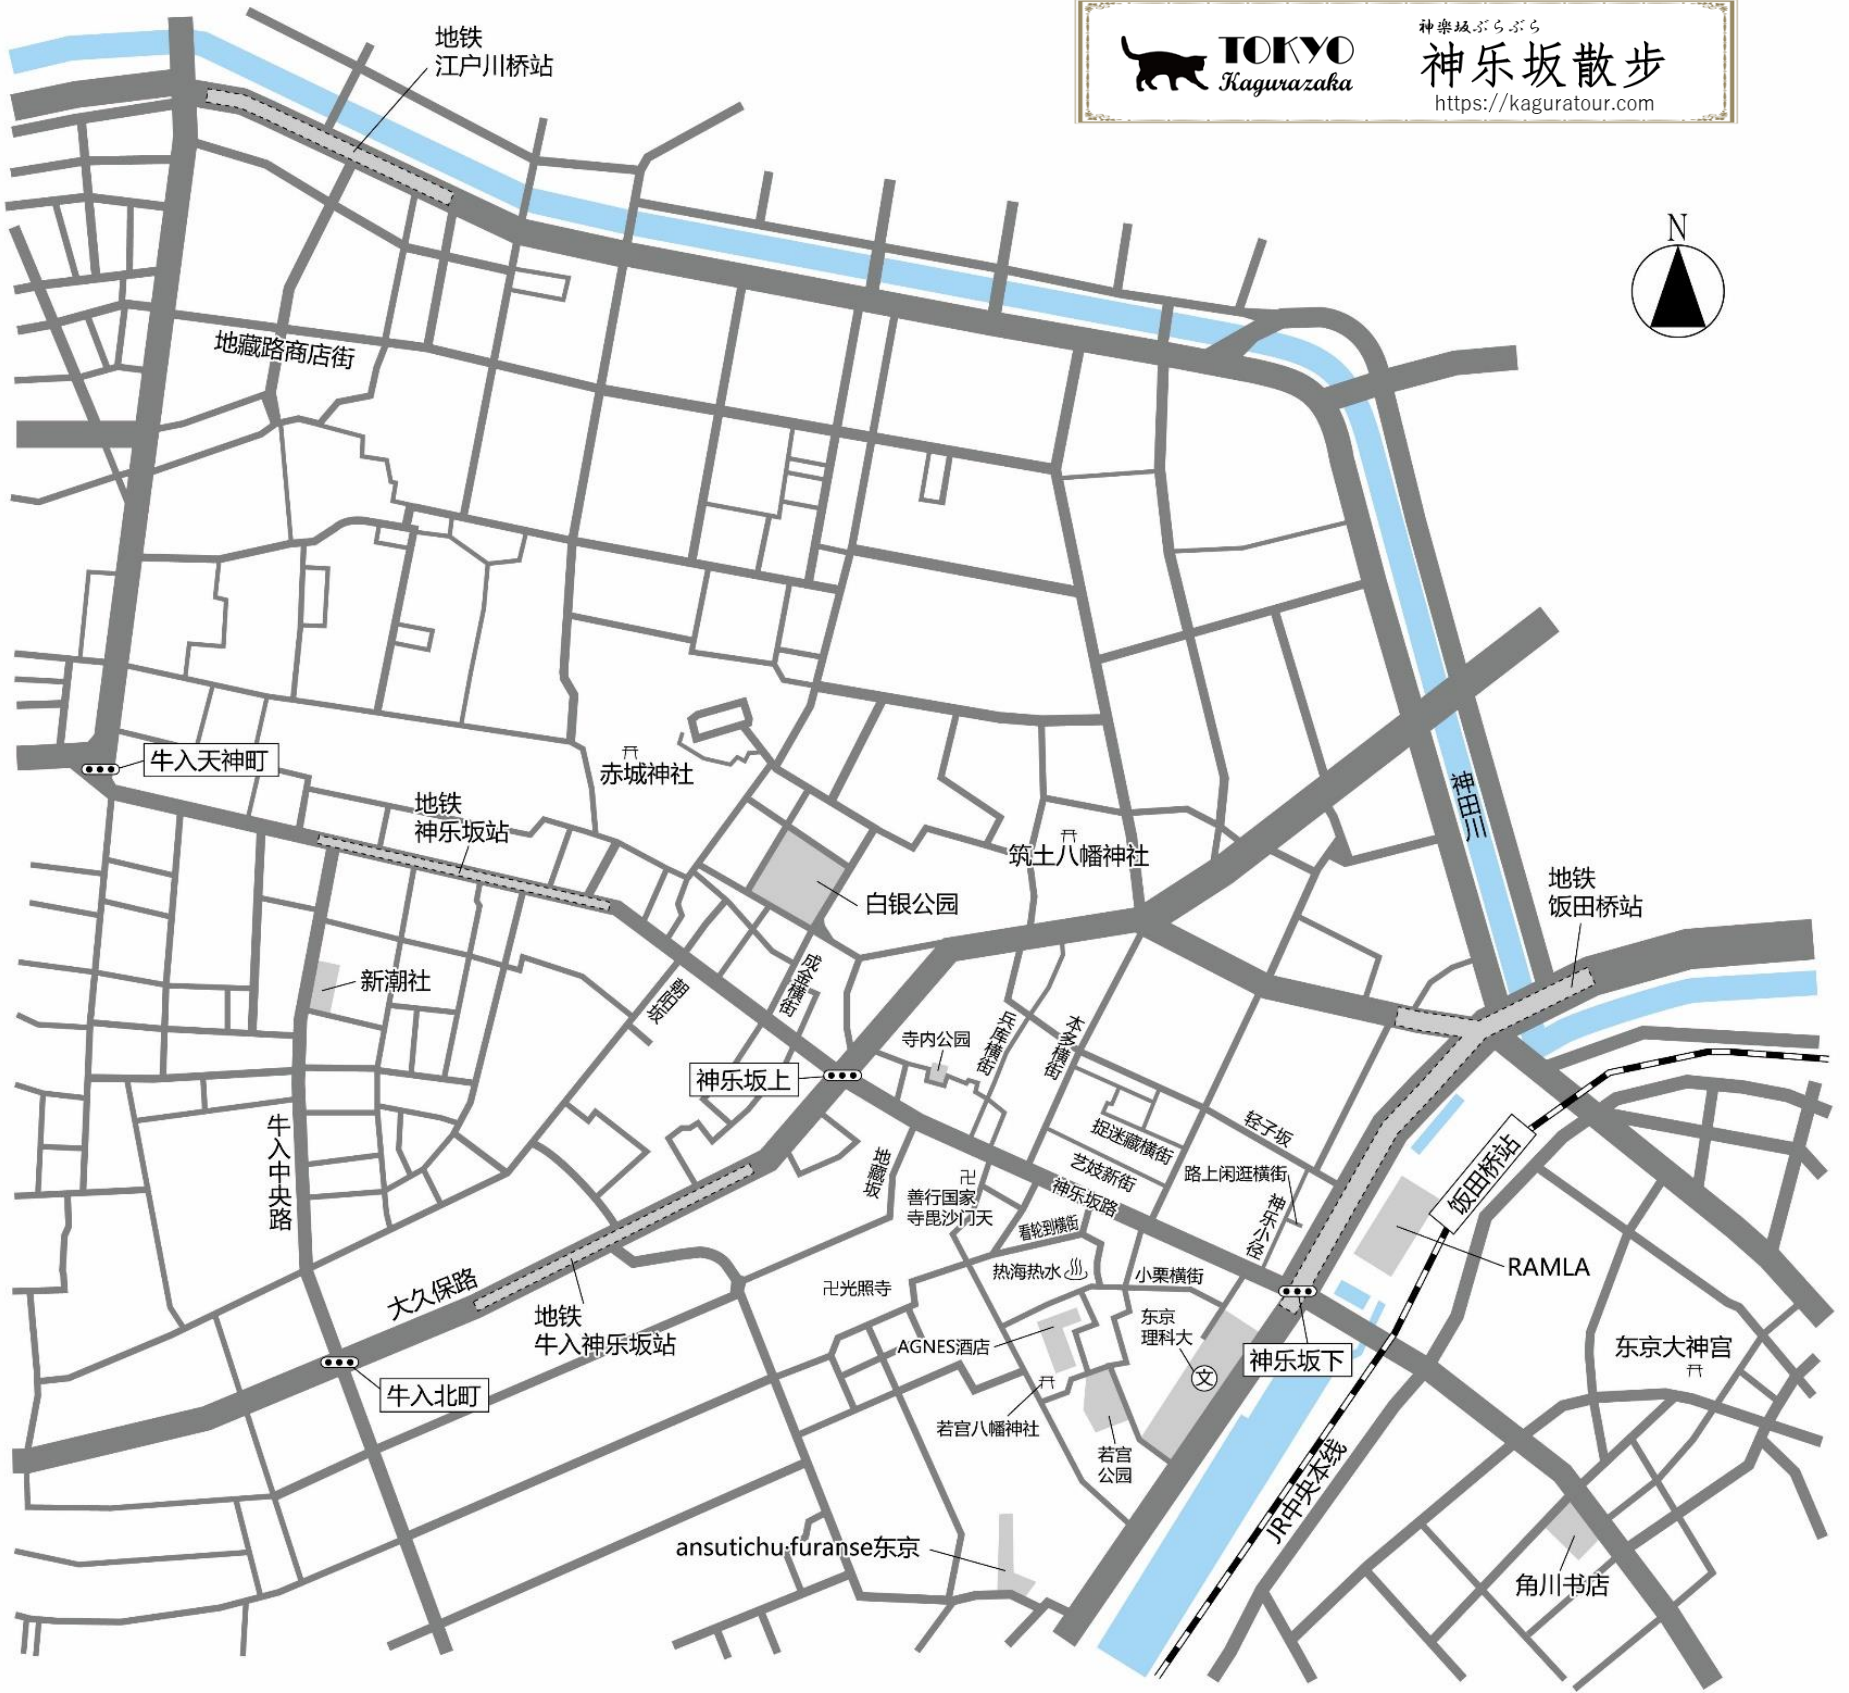 TOKYO
Kagurazaka
神楽坂ぶらぶら
神乐坂散步
https://kaguratour.com
地铁
江户川桥站
N
地藏路商店街
牛入天神町
地铁
神乐坂站
赤城神社
筑土八幡神社
白银公园
神田川
地铁
饭田桥站
新潮社
朝阳坂
成金横街
寺内公园
兵库横街
本多横街
神乐坂上
牛入中央路
地藏坂
卍
善行国家
寺毘沙门天
捉迷藏横街
轻子坂
艺妓新街
路上闲逛横街
神乐坂路
神乐小径
看轮到横街
饭田桥站
RAMLA
热海热水
小栗横街
卍光照寺
大久保路
地铁
牛入神乐坂站
东京
理科大
文
AGNES酒店
神乐坂下
东京大神宫
牛入北町
若宫八幡神社
若宫
公园
JR中央本线
ansutichu·furanse东京
角川书店